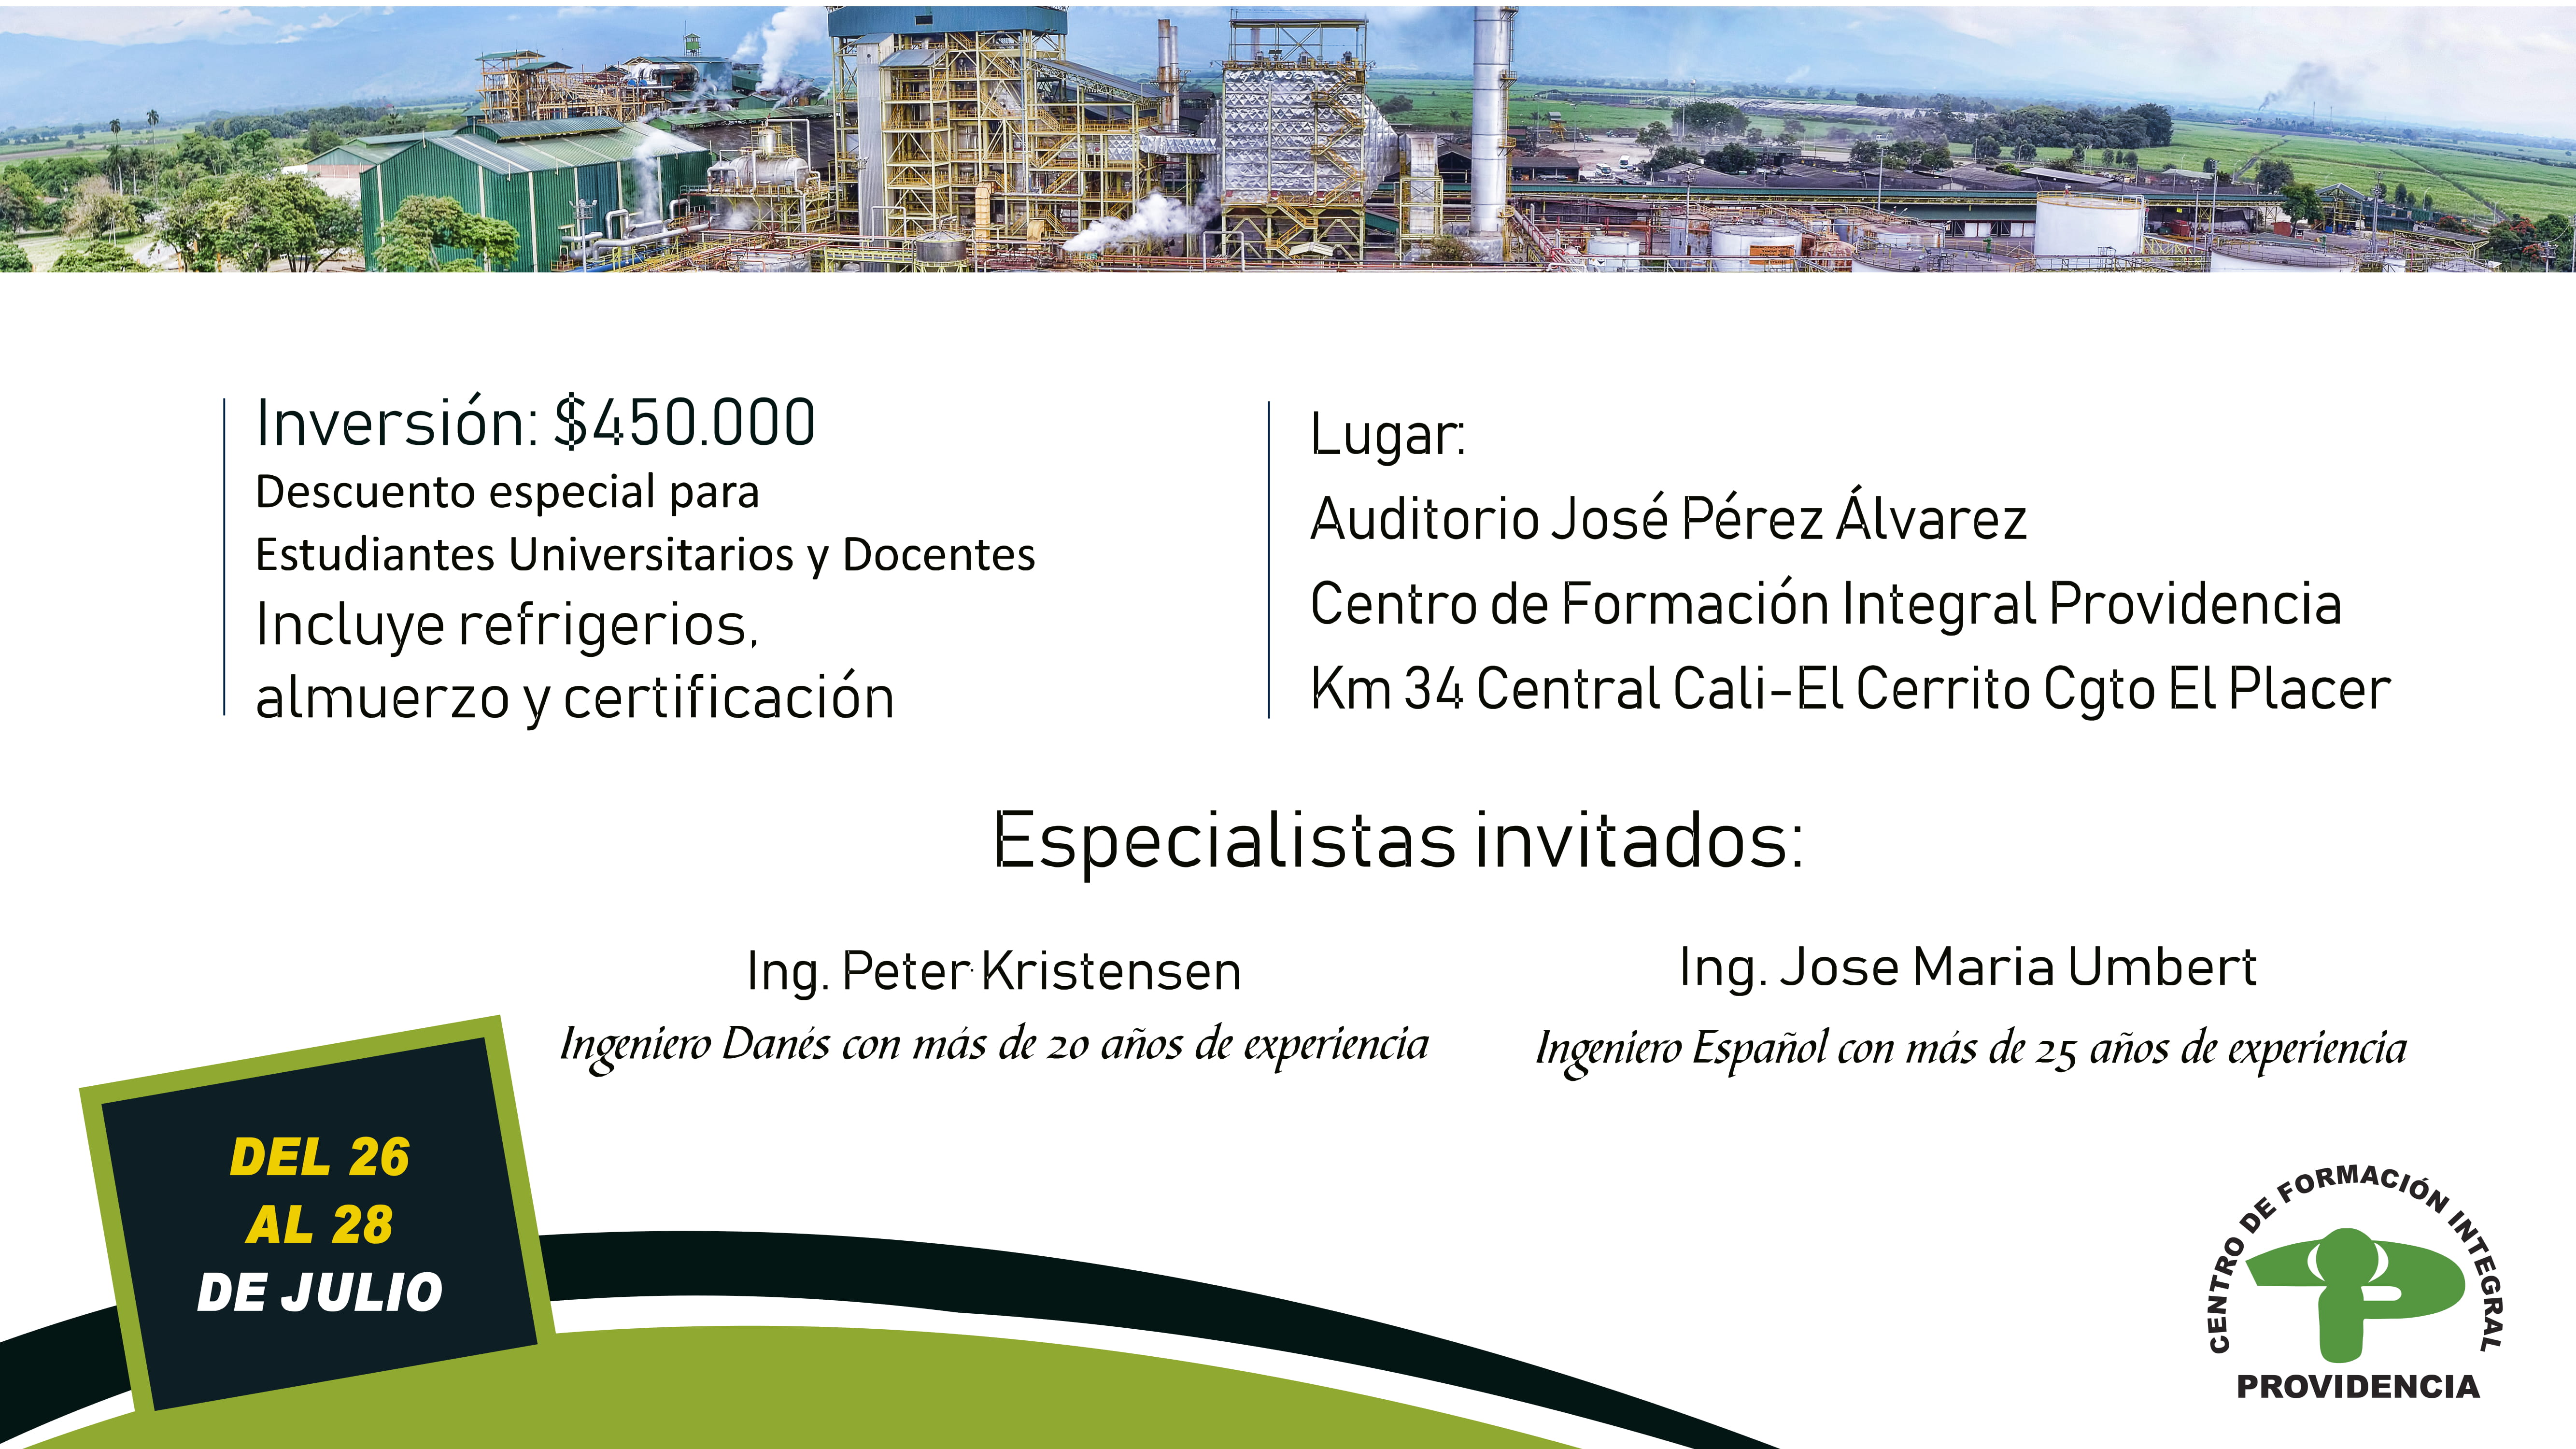 Inversión: $450.000
Descuento especial para
Estudiantes Universitarios y Docentes
Incluye refrigerios,
almuerzo y certificación
Lugar:
Auditorio José Pérez Álvarez
Centro de Formación Integral Providencia
Km 34 Central Cali-El Cerrito Cgto El Placer
Especialistas invitados:
Ing. Peter Kristensen
Ingeniero Danés con más de 20 años de experiencia
Ing. Jose Maria Umbert
Ingeniero Español con más de 25 años de experiencia
DEL 26
AL 28
DE JULIO
CENTRO DE FORMACIÓN INTEGRAL
PROVIDENCIA